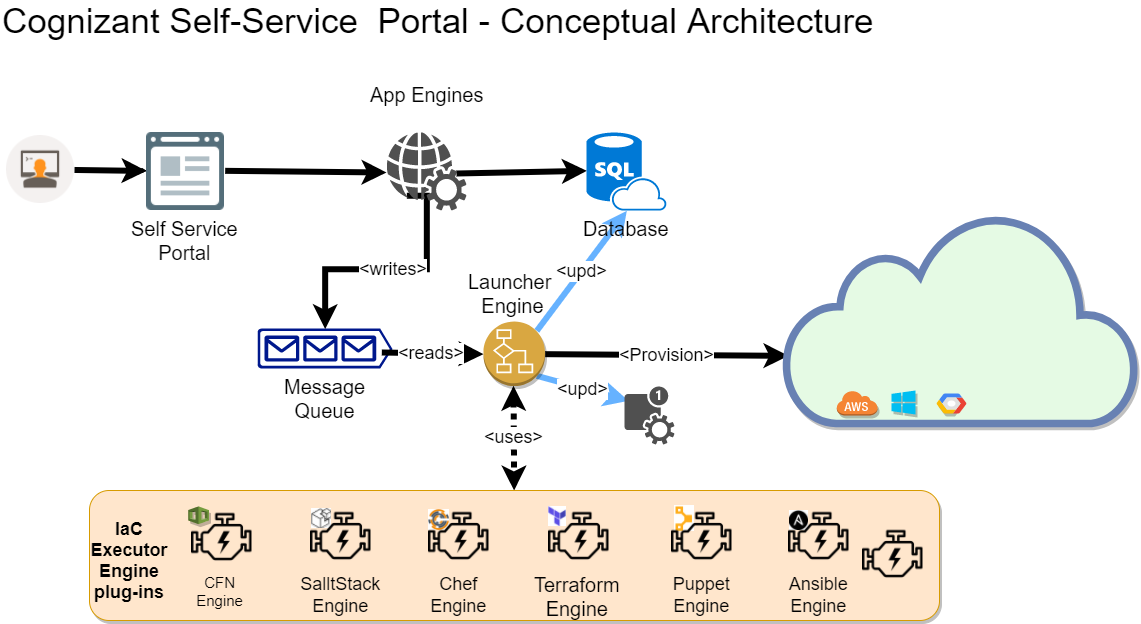 Cognizant Self-Service  Portal - Conceptual Architecture
App Engines
SQL
Self Service
Portal
Database
<writes>
<upd>
Launcher
Engine
<reads>
<Provision>
Message
Queue
<upd>
1
AWS
<uses>
IaC
Executor
Engine
plug-ins
CFN
Engine
SalltStack
Engine
Chef
Engine
Terraform
Engine
Puppet
Engine
Ansible
Engine